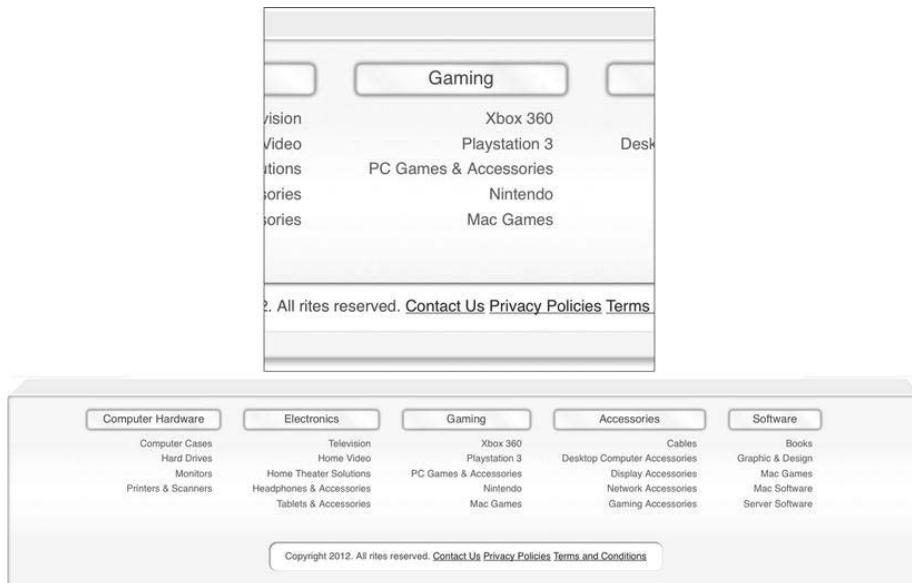 Gaming
vision Xbox 360
Video Playstation 3 Desk
utions PC Games & Accessories
sories Nintendo
sories Mac Games
2. All rites reserved. Contact Us Privacy Policies Terms
Computer Hardware Electronics Gaming Accessories Software
Computer Cases Television Xbox 360 Cables Books
Hard Drives Home Video Playstation 3 Desktop Computer Accessories Graphic & Design
Monitors Home Theater Solutions PC Games & Accessories Display Accessories Mac Games
Printers & Scanners Headphones & Accessories Nintendo Network Accessories Mac Software
Tablets & Accessories Mac Games Gaming Accessories Server Software
Copyright 2012. All rites reserved. Contact Us Privacy Policies Terms and Conditions